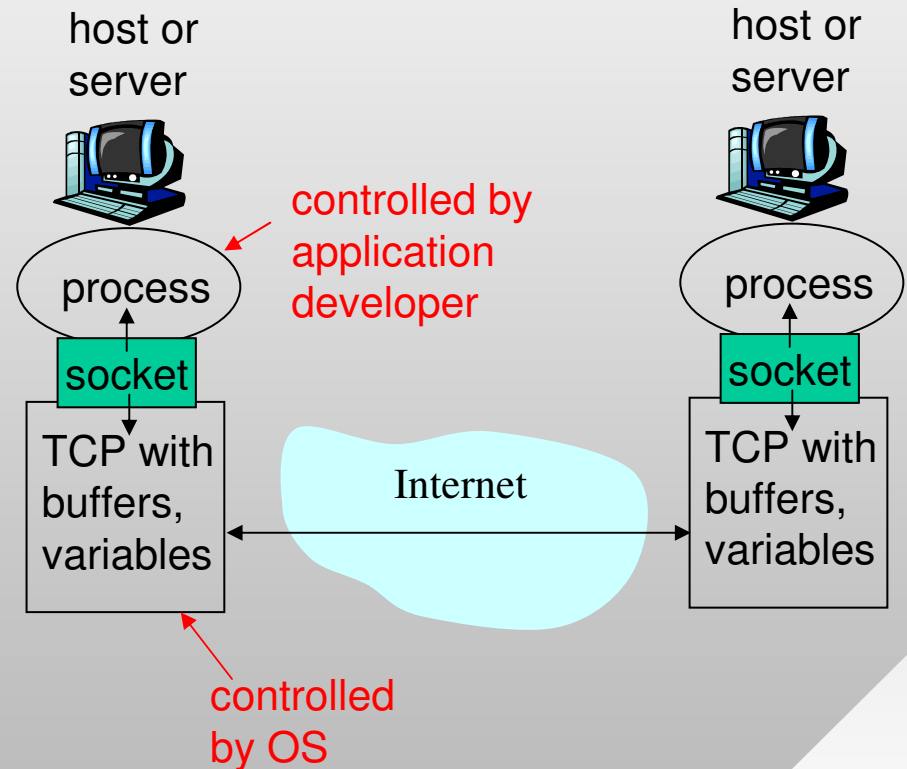 host or
server
host or
server
controlled by
application
developer
process
process
socket
socket
TCP with
buffers,
variables
Internet
TCP with
buffers,
variables
controlled
by OS